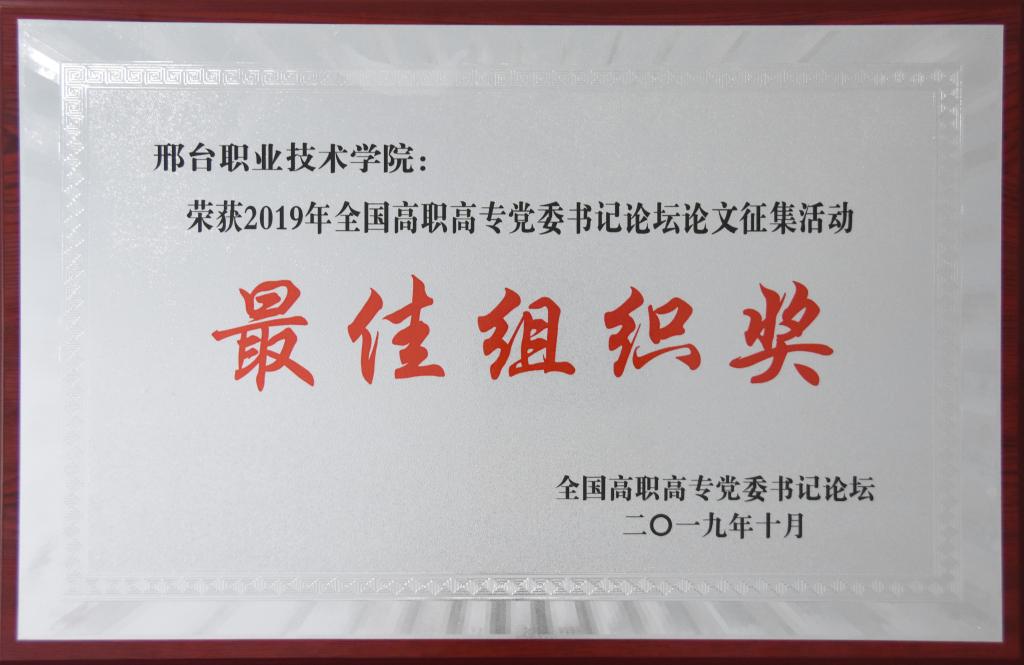 邢台职业技术学院：
荣获2019年全国高职高专党委书记论坛论文征集活动
最佳组织奖
全国高职高专党委书记论坛
二〇一九年十月